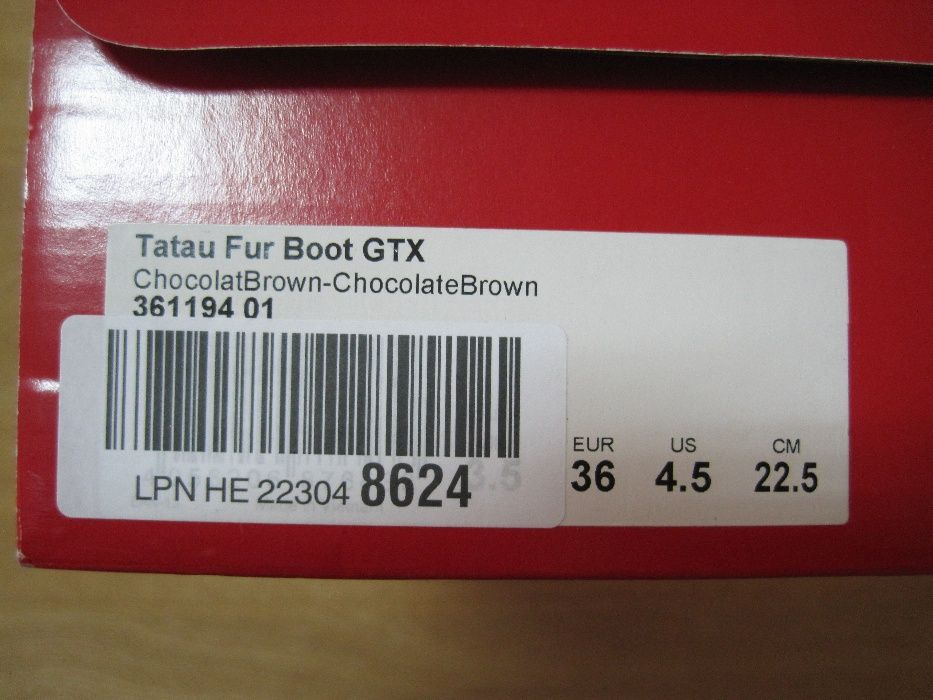 Tatau Fur Boot GTX
ChocolatBrown-ChocolateBrown
361194 01
EUR US CM
36 4.5 22.5
LPN HE 22304 8624